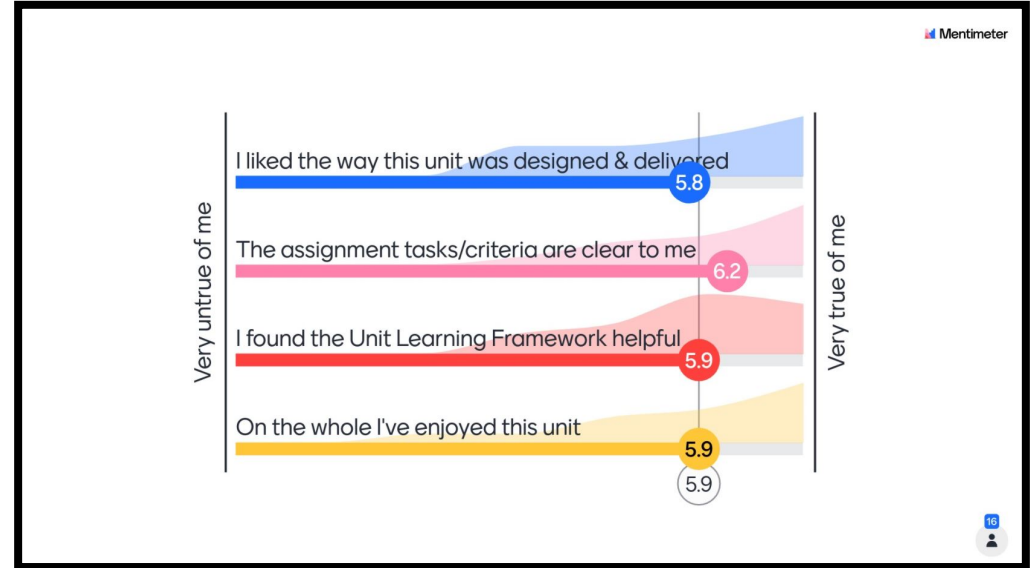 Mentimeter
Very untrue of me
I liked the way this unit was designed & delivered
5.8
The assignment tasks/criteria are clear to me
6.2
I found the Unit Learning Framework helpful
5.9
On the whole I've enjoyed this unit
5.9
5.9
Very true of me
16